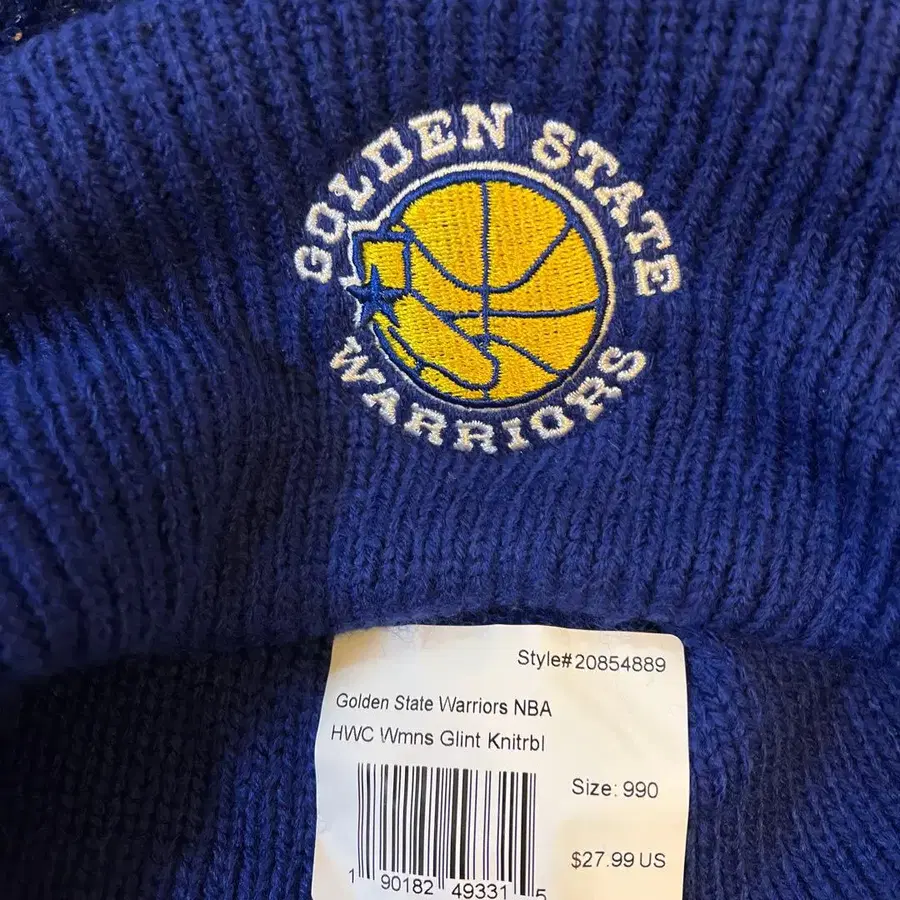 GOLDEN STATE
WARRIORS
Style#20854889
Golden State Warriors NBA
HWC Wmns Glint Knitrbl
Size: 990
$27.99 US
1 90182 49331 5